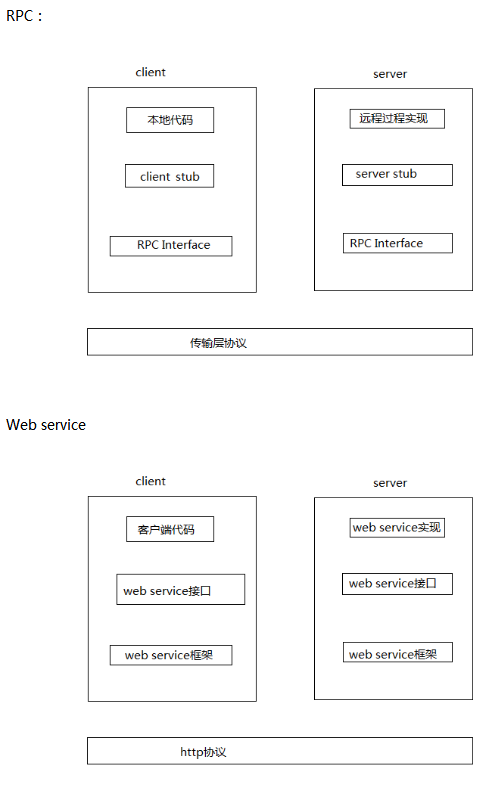 RPC：
client
server
本地代码
远程过程实现
client stub
server stub
RPC Interface
RPC Interface
传输层协议
Web service
client
server
客户端代码
web service实现
web service接口
web service接口
web service框架
web service框架
http协议